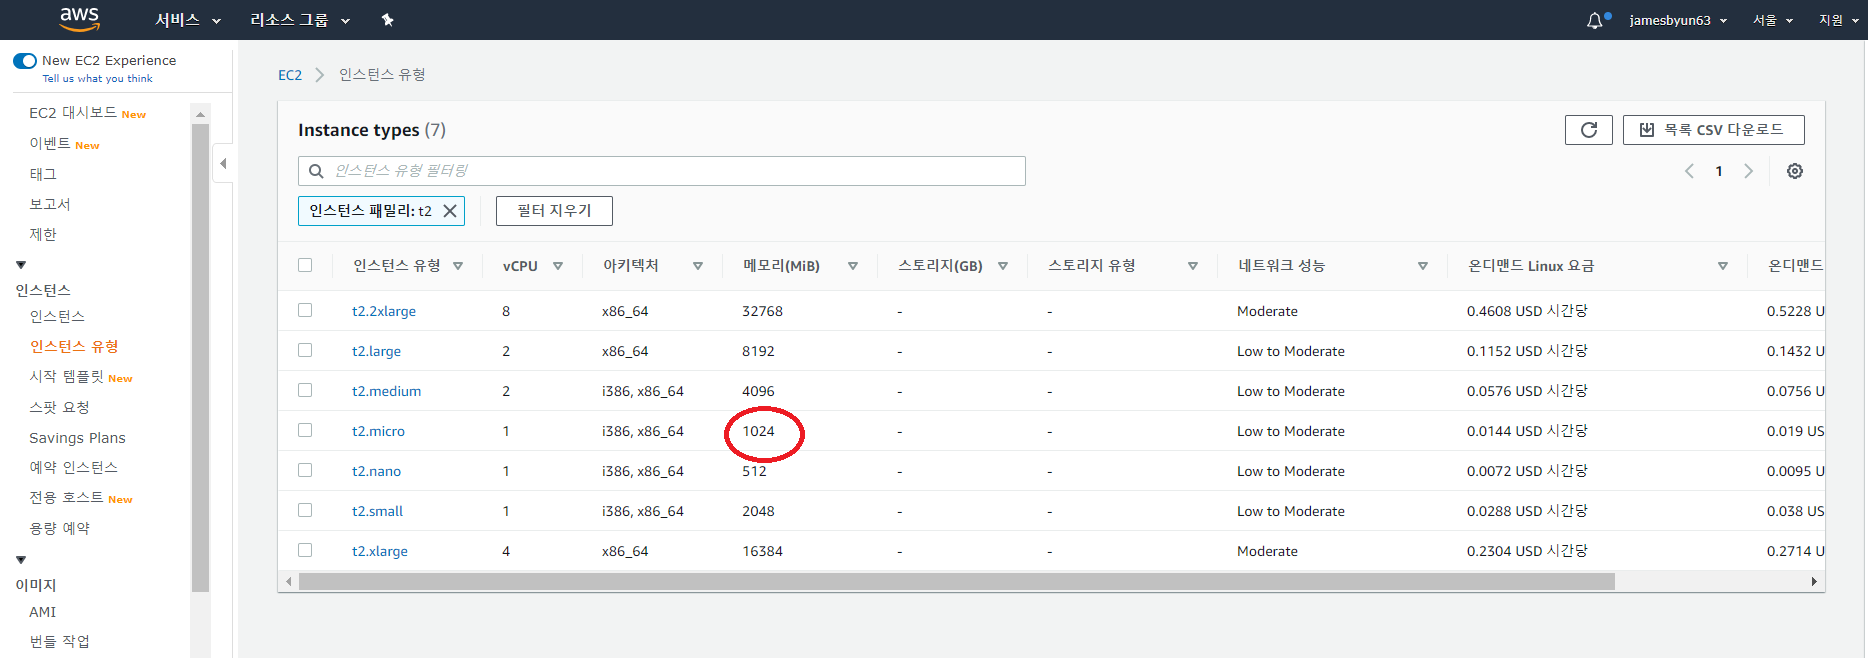 aws 서비스 리소스 그룹 jamesbyun63 서울 지원
New EC2 Experience
Tell us what you think
EC2 대시보드 New
이벤트 New
태그
보고서
제한
인스턴스
인스턴스
인스턴스 유형
시작 템플릿 New
스팟 요청
Savings Plans
예약 인스턴스
전용 호스트 New
용량 예약
이미지
AMI
번들 작업
EC2 > 인스턴스 유형
Instance types (7) 목록 CSV 다운로드
인스턴스 유형 필터링 < 1 >
인스턴스 패밀리: t2 필터 지우기
인스턴스 유형 vCPU 아키텍처 메모리(MiB) 스토리지(GB) 스토리지 유형 네트워크 성능 온디맨드 Linux 요금 온디맨드
t2.2xlarge 8 x86_64 32768 - - Moderate 0.4608 USD 시간당 0.5228 U
t2.large 2 x86_64 8192 - - Low to Moderate 0.1152 USD 시간당 0.1432 U
t2.medium 2 i386, x86_64 4096 - - Low to Moderate 0.0576 USD 시간당 0.0756 U
t2.micro 1 i386, x86_64 1024 - - Low to Moderate 0.0144 USD 시간당 0.019 US
t2.nano 1 i386, x86_64 512 - - Low to Moderate 0.0072 USD 시간당 0.0095 U
t2.small 1 i386, x86_64 2048 - - Low to Moderate 0.0288 USD 시간당 0.038 US
t2.xlarge 4 x86_64 16384 - - Moderate 0.2304 USD 시간당 0.2714 U